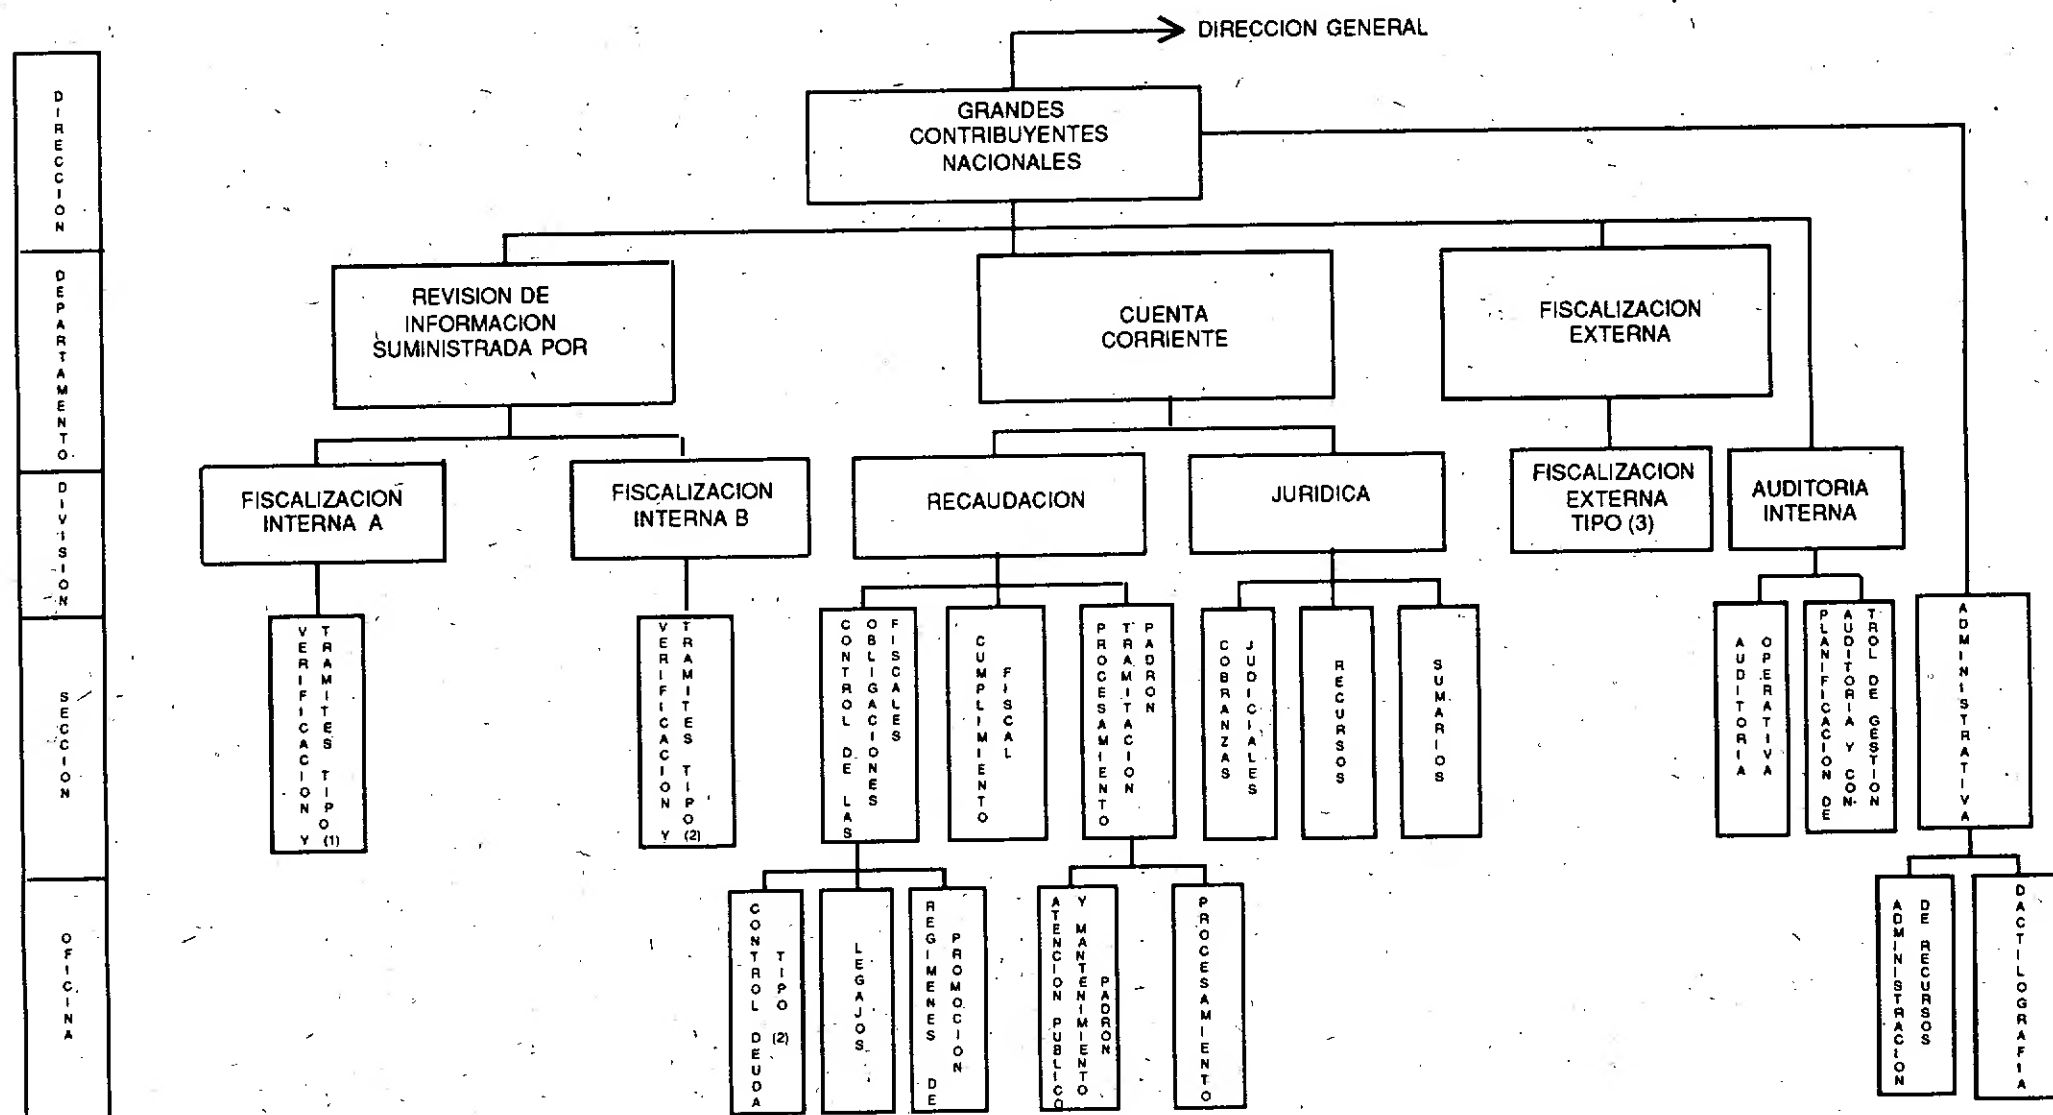 DIRECCION GENERAL
DIRECCION
GRANDES
CONTRIBUYENTES
NACIONALES
DEPARTAMENTO
REVISION DE
INFORMACION
SUMINISTRADA POR
CUENTA
CORRIENTE
FISCALIZACION
EXTERNA
DIVISION
FISCALIZACION
INTERNA A
FISCALIZACION
INTERNA B
RECAUDACION
JURIDICA
FISCALIZACION
EXTERNA
TIPO (3)
AUDITORIA
INTERNA
SECCION
VERIFICACION Y
TRAMITES TIPO (1)
VERIFICACION Y
TRAMITES TIPO (2)
CONTROL DE LAS
OBLIGACIONES
FISCALES
CUMPLIMIENTO
FISCAL
PROCESAMIENTO
TRAMITACION
PADRON
COBRANZAS
JUDICIALES
RECURSOS
SUMARIOS
AUDITORIA
OPERATIVA
PLANIFICACION DE
AUDITORIA Y CON-
TROL DE GESTION
ADMINISTRATIVA
OFICINA
CONTROL DEUDA
TIPO (2)
LEGAJOS
REGIMENES DE
PROMOCION
ATENCION PUBLICO
Y MANTENIMIENTO
PADRON
PROCESAMIENTO
ADMINISTRACION
DE RECURSOS
DACTILOGRAFIA